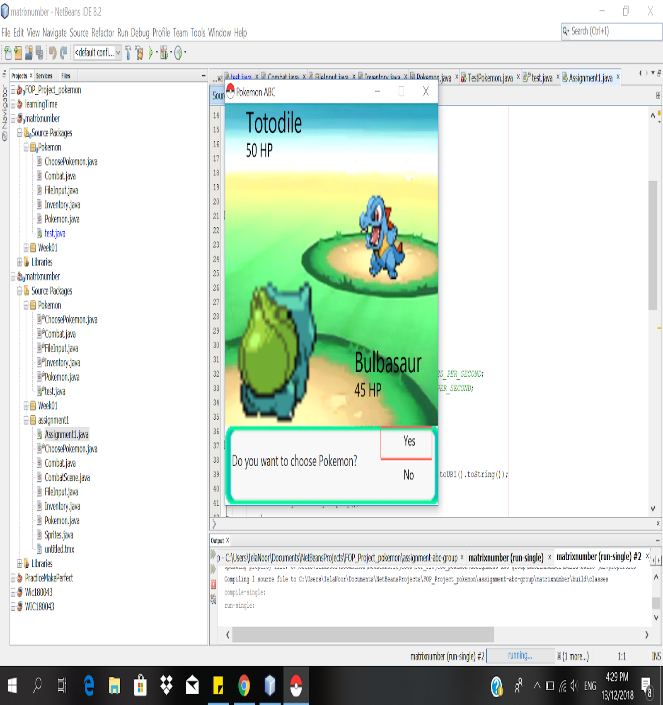 matrixnumber - NetBeans IDE 8.2
File Edit View Navigate Source Refactor Run Debug Profile Team Tools Window Help
Search (Ctrl+I)
<default conf...
Projects Services Files
Navigator
FOP_Project_pokemon
learningTime
matrixnumber
Source Packages
Pokemon
ChoosePokemon.java
Combat.java
FileInput.java
Inventory.java
Pokemon.java
test.java
Week01
Libraries
matrixnumber
Source Packages
Pokemon
ChoosePokemon.java
Combat.java
FileInput.java
Inventory.java
Pokemon.java
test.java
Week01
assignment1
Assignment1.java
ChoosePokemon.java
Combat.java
CombatScene.java
FileInput.java
Inventory.java
Pokemon.java
Sprites.java
untitled.tmx
Libraries
PracticeMakePerfect
Wic180043
WIC180043
test.java Combat.java FileInput.java Inventory.java Pokemon.java TestPokemon.java test.java Assignment1.java
Sour
14
15
16
17
18
19
20
21
22
23
24
25
26
27
28
29
30
31
32
33
34
35
36
37
38
39
40
41
S_PER_SECOND;
PER_SECOND;
toURI().toString());
Pokemon ABC
Totodile
50 HP
Bulbasaur
45 HP
Do you want to choose Pokemon?
Yes
No
Output
C:\Users\JelaNoor\Documents\NetBeansProjects\FOP_Project_pokemon\assignment-abc-group matrixnumber (run-single) matrixnumber (run-single) #2
Compiling 1 source file to C:\Users\JelaNoor\Documents\NetBeansProjects\FOP_Project_pokemon\assignment-abc-group\matrixnumber\build\classes
compile-single:
run-single:
matrixnumber (run-single) #2 running... (1 more...) 1:1 INS
ENG
4:29 PM
13/12/2018
8